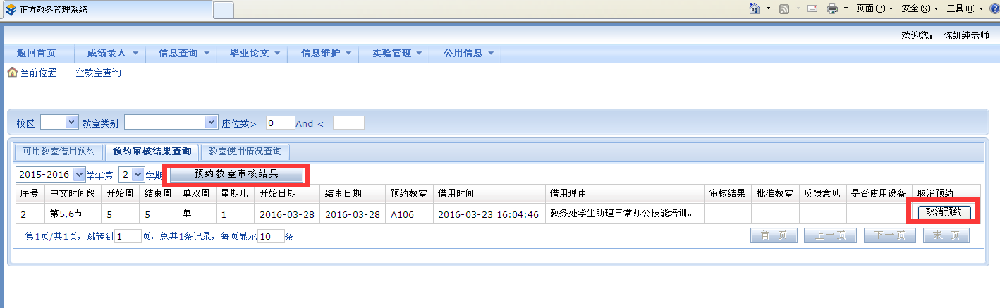 正方教务管理系统
页面(P) 安全(S) 工具(O)
欢迎您： 陈凯纯老师
返回首页 成绩录入 信息查询 毕业论文 信息维护 实验管理 公用信息
当前位置 -- 空教室查询
校区 教室类别 座位数>= 0 And <=
可用教室借用预约 预约审核结果查询 教室使用情况查询
2015-2016 学年第 2 学期 预约教室审核结果
序号 中文时间段 开始周 结束周 单双周 星期几 开始日期 结束日期 预约教室 借用时间 借用理由 审核结果 批准教室 反馈意见 是否使用设备 取消预约
2 第5,6节 5 5 单 1 2016-03-28 2016-03-28 A106 2016-03-23 16:04:46 教务处学生助理日常办公技能培训。 取消预约
第1页/共1页，跳转到 1 页，总共1条记录，每页显示 10 条 首 页 上一页 下一页 末 页